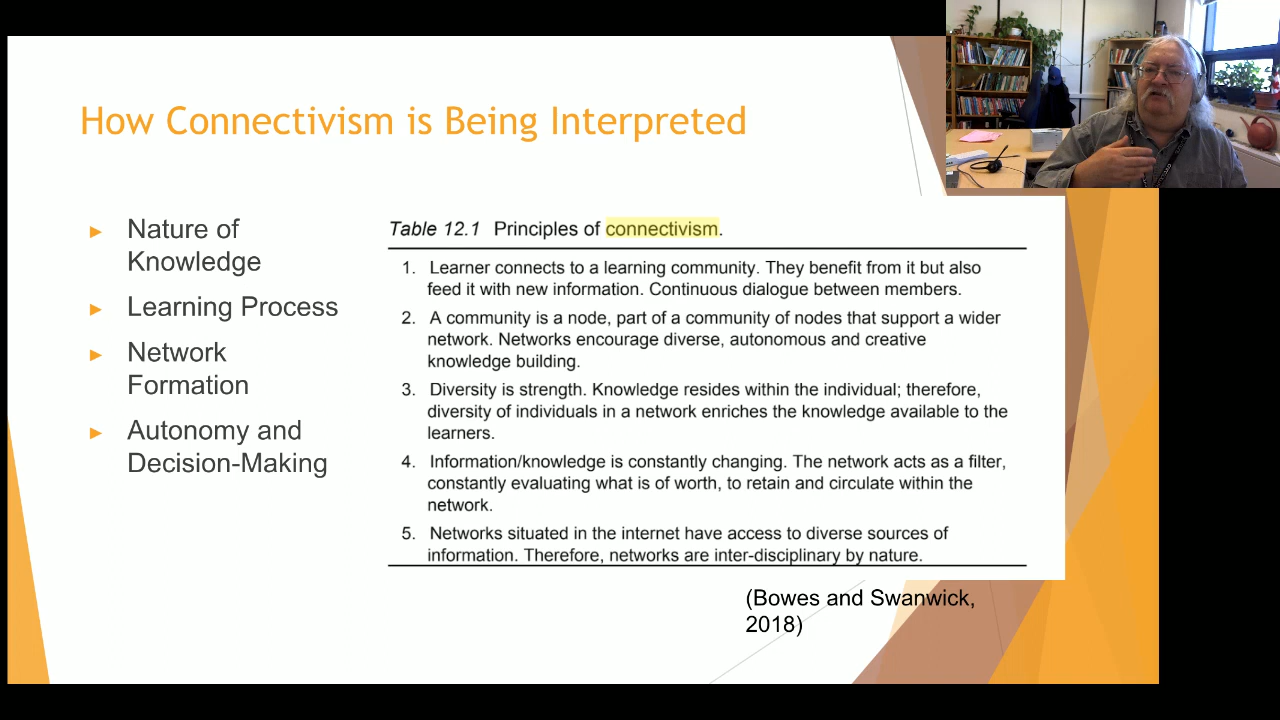 How Connectivism is Being Interpreted
Nature of
Knowledge
Learning Process
Network
Formation
Autonomy and
Decision-Making
Table 12.1 Principles of connectivism.
1. Learner connects to a learning community. They benefit from it but also
feed it with new information. Continuous dialogue between members.
2. A community is a node, part of a community of nodes that support a wider
network. Networks encourage diverse, autonomous and creative
knowledge building.
3. Diversity is strength. Knowledge resides within the individual; therefore,
diversity of individuals in a network enriches the knowledge available to the
learners.
4. Information/knowledge is constantly changing. The network acts as a filter,
constantly evaluating what is of worth, to retain and circulate within the
network.
5. Networks situated in the internet have access to diverse sources of
information. Therefore, networks are inter-disciplinary by nature.
(Bowes and Swanwick,
2018)